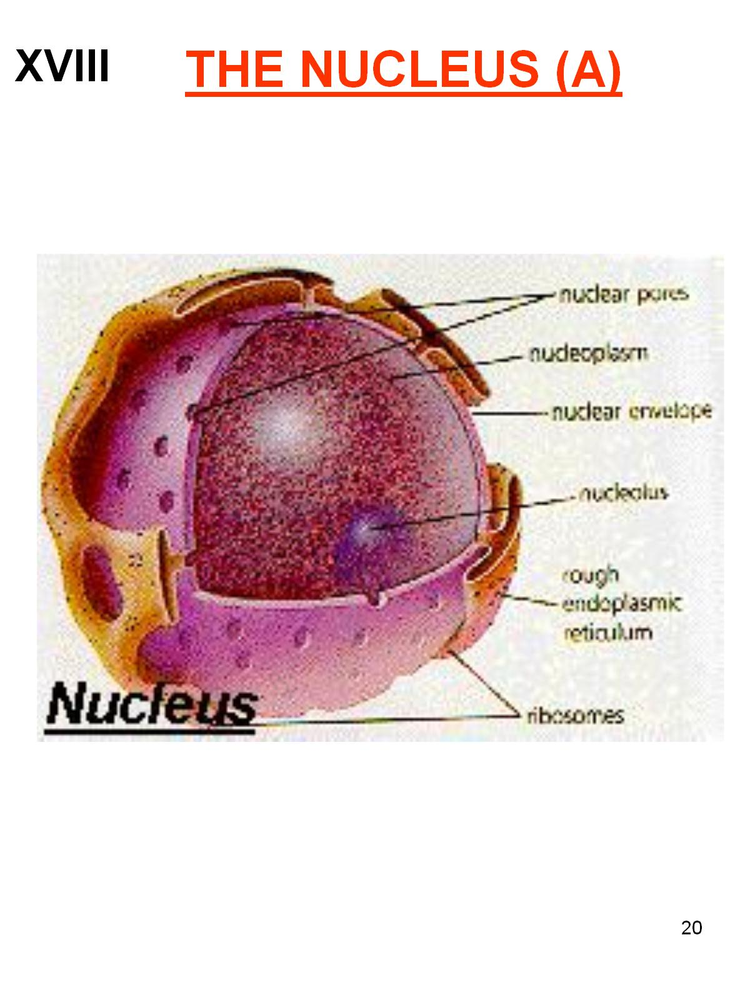 XVIII
THE NUCLEUS (A)
nuclear pores
nucleoplasm
nuclear envelope
nucleolus
rough
endoplasmic
reticulum
ribosomes
Nucleus
20